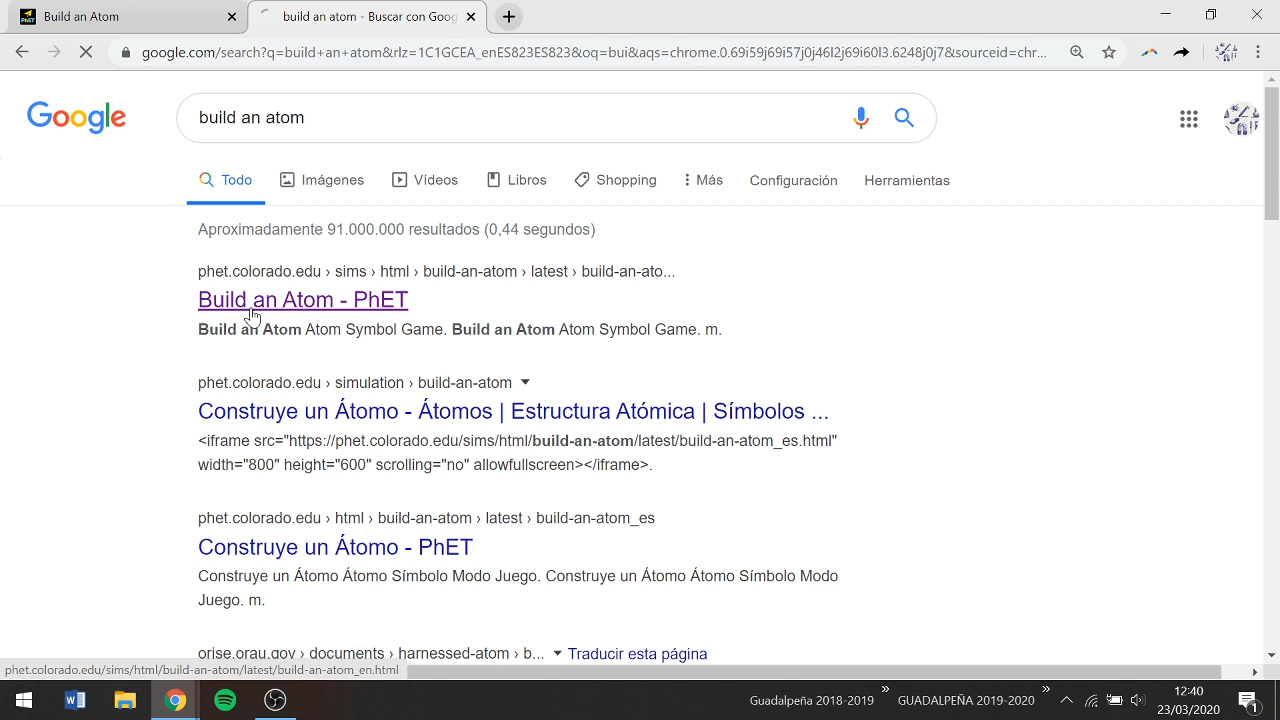 Build an Atom
build an atom - Buscar con Goog
google.com/search?q=build+an+atom&rlz=1C1GCEA_enES823ES823&oq=bui&aqs=chrome.0.69i59j69i57j0j46l2j69i60l3.6248j0j7&sourceid=chr...
Google
build an atom
Todo Imágenes Vídeos Libros Shopping Más Configuración Herramientas
Aproximadamente 91.000.000 resultados (0,44 segundos)
phet.colorado.edu › sims › html › build-an-atom › latest › build-an-ato...
Build an Atom - PhET
Build an Atom Atom Symbol Game. Build an Atom Atom Symbol Game. m.
phet.colorado.edu › simulation › build-an-atom
Construye un Átomo - Átomos | Estructura Atómica | Símbolos ...
<iframe src="https://phet.colorado.edu/sims/html/build-an-atom/latest/build-an-atom_es.html"
width="800" height="600" scrolling="no" allowfullscreen></iframe>.
phet.colorado.edu › html › build-an-atom › latest › build-an-atom_es
Construye un Átomo - PhET
Construye un Átomo Átomo Símbolo Modo Juego. Construye un Átomo Átomo Símbolo Modo
Juego. m.
orise.orau.gov › documents › harnessed-atom › b... Traducir esta página
phet.colorado.edu/sims/html/build-an-atom/latest/build-an-atom_en.html
Guadalpeña 2018-2019 » GUADALPEÑA 2019-2020 »
12:40
23/03/2020
1